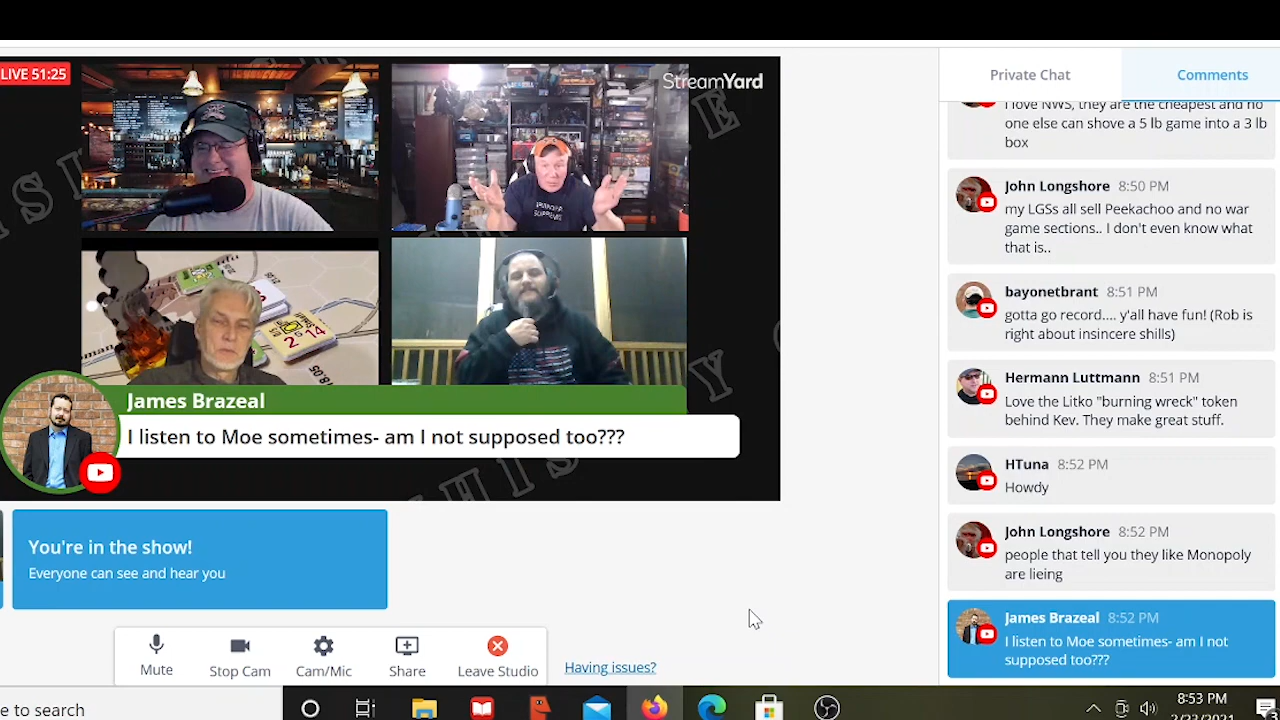 LIVE 51:25
StreamYard
James Brazeal
I listen to Moe sometimes- am I not supposed too???
You're in the show!
Everyone can see and hear you
Mute
Stop Cam
Cam/Mic
Share
Leave Studio
Having issues?
Private Chat
Comments
I love NWS, they are the cheapest and no
one else can shove a 5 lb game into a 3 lb
box
John Longshore 8:50 PM
my LGSs all sell Peekachoo and no war
game sections.. I don't even know what
that is..
bayonetbrant 8:51 PM
gotta go record.... y'all have fun! (Rob is
right about insincere shills)
Hermann Luttmann 8:51 PM
Love the Litko "burning wreck" token
behind Kev. They make great stuff.
HTuna 8:52 PM
Howdy
John Longshore 8:52 PM
people that tell you they like Monopoly
are lieing
James Brazeal 8:52 PM
I listen to Moe sometimes- am I not
supposed too???
e to search
8:53 PM
2/23/2021